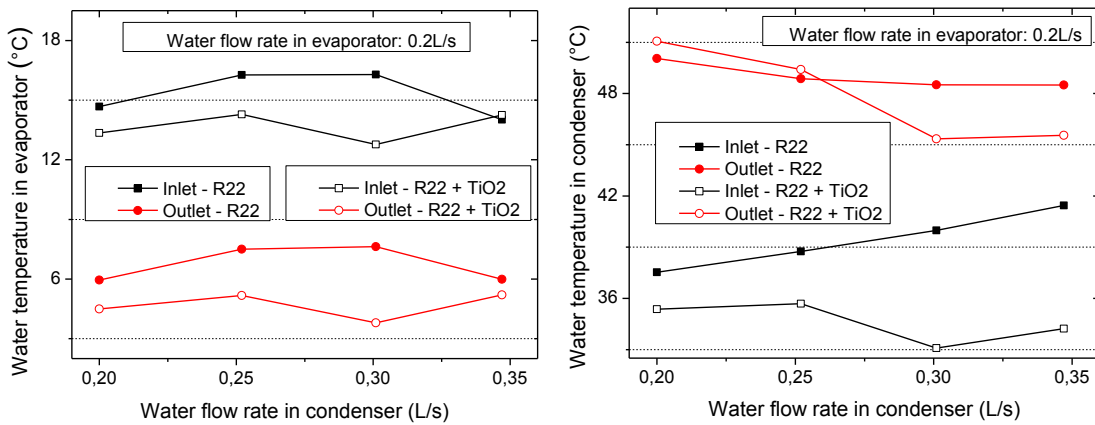 Water temperature in evaporator (°C)
18
12
6
Water flow rate in evaporator: 0.2L/s
Inlet - R22
Outlet - R22
Inlet - R22 + TiO2
Outlet - R22 + TiO2
0,20 0,25 0,30 0,35
Water flow rate in condenser (L/s)
Water temperature in condenser (°C)
48
42
36
Water flow rate in evaporator: 0.2L/s
Inlet - R22
Outlet - R22
Inlet - R22 + TiO2
Outlet - R22 + TiO2
0,20 0,25 0,30 0,35
Water flow rate in condenser (L/s)